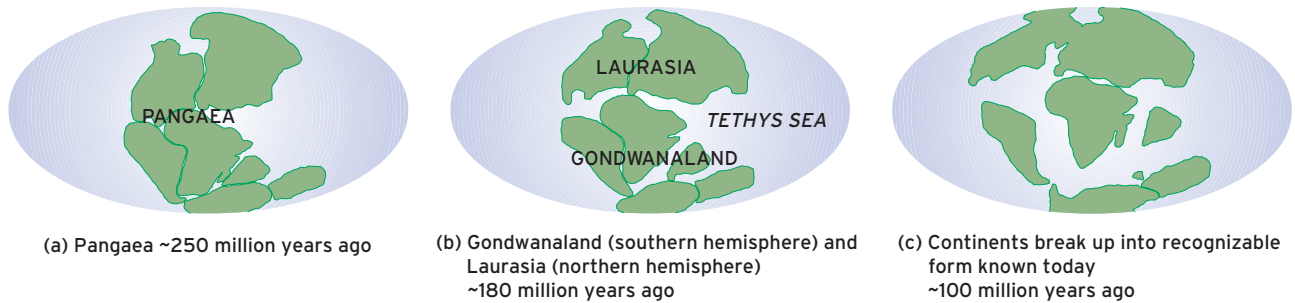 PANGAEA
(a) Pangaea ~250 million years ago
LAURASIA
TETHYS SEA
GONDWANALAND
(b) Gondwanaland (southern hemisphere) and
Laurasia (northern hemisphere)
~180 million years ago
(c) Continents break up into recognizable
form known today
~100 million years ago